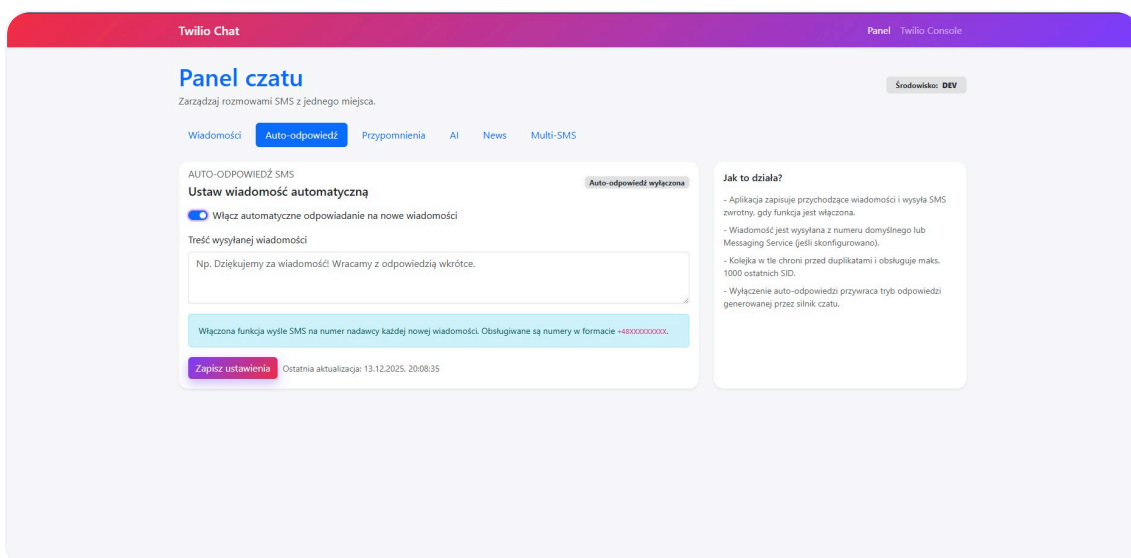 Twilio Chat
Panel Twilio Console
Panel czatu
Zarządzaj rozmowami SMS z jednego miejsca.
Środowisko: DEV
Wiadomości Auto-odpowiedź Przypomnienia AI News Multi-SMS
AUTO-ODPOWIEDŹ SMS
Ustaw wiadomość automatyczną
Auto-odpowiedź wyłączona
Włącz automatyczne odpowiadanie na nowe wiadomości
Treść wysyłanej wiadomości
Np. Dziękujemy za wiadomość! Wracamy z odpowiedzią wkrótce.
Włączona funkcja wyśle SMS na numer nadawcy każdej nowej wiadomości. Obsługiwane są numery w formacie +48XXXXXXXXX.
Zapisz ustawienia Ostatnia aktualizacja: 13.12.2025, 20:08:35
Jak to działa?
- Aplikacja zapisuje przychodzące wiadomości i wysyła SMS
zwrotny, gdy funkcja jest włączona.
- Wiadomość jest wysyłana z numeru domyślnego lub
Messaging Service (jeśli skonfigurowano).
- Kolejka w tle chroni przed duplikatami i obsługuje maks.
1000 ostatnich SID.
- Wyłączenie auto-odpowiedzi przywraca tryb odpowiedzi
generowanej przez silnik czatu.